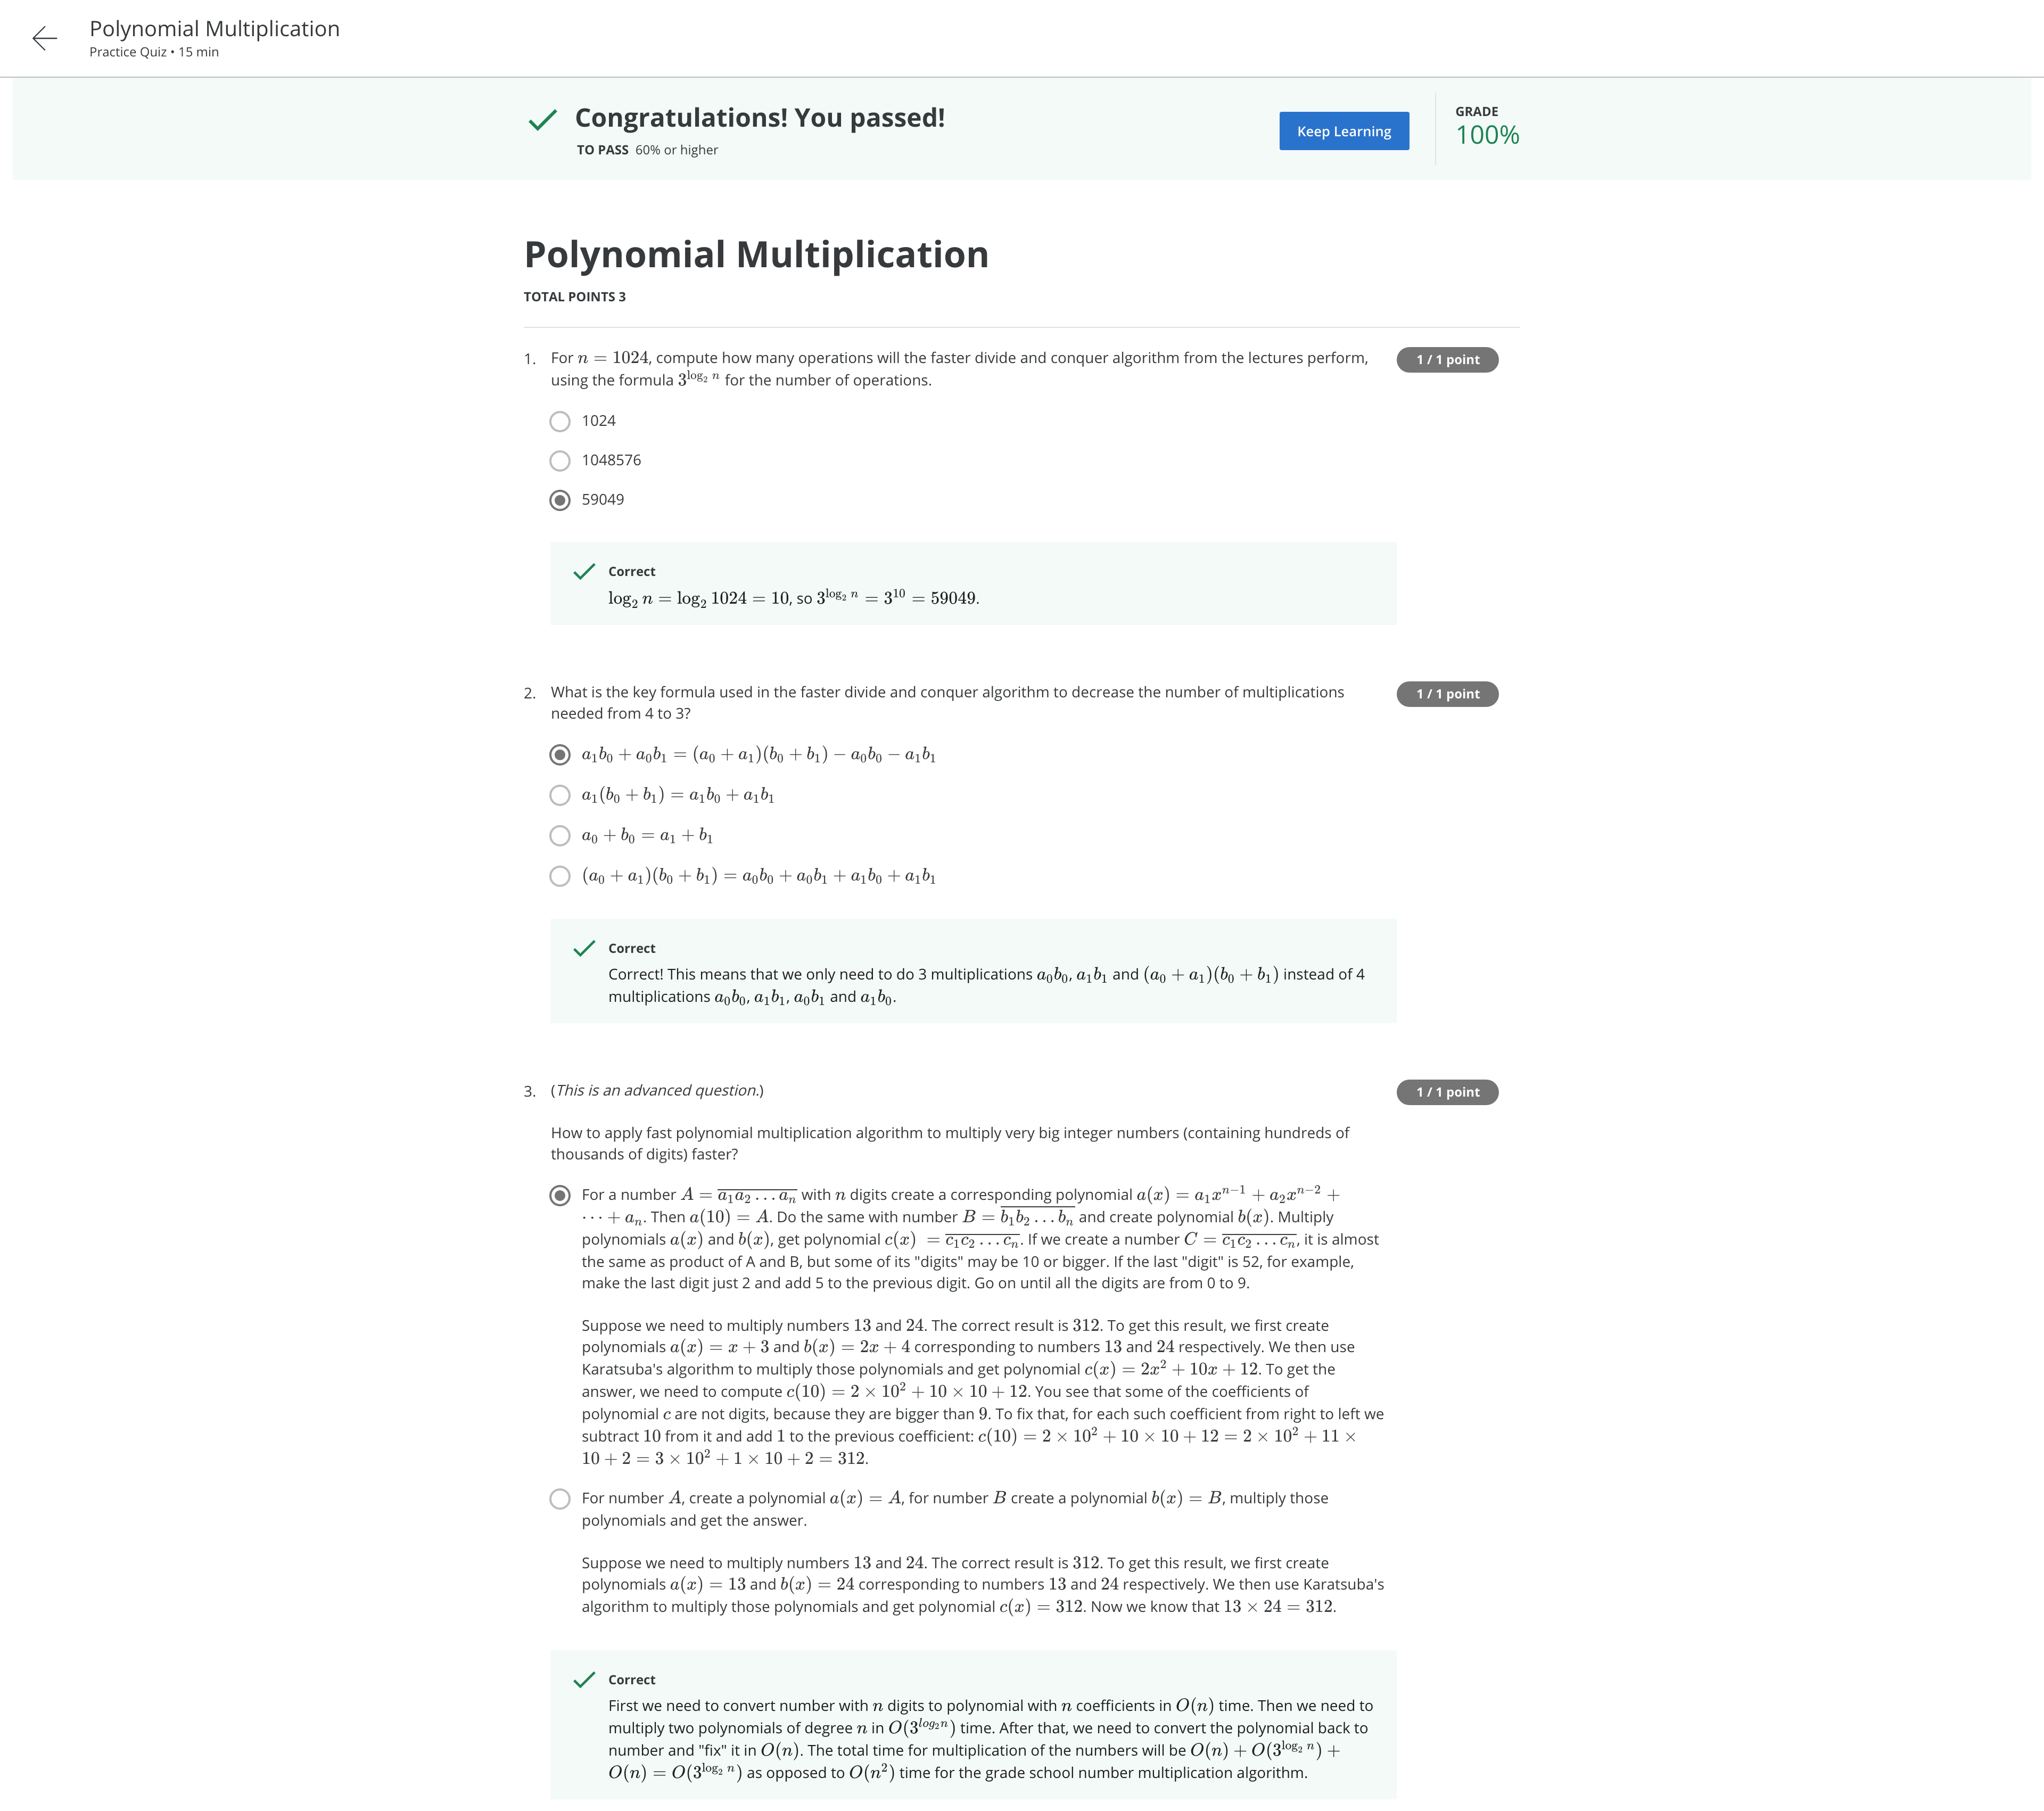 Polynomial Multiplication
Practice Quiz • 15 min
Congratulations! You passed!
TO PASS 60% or higher
Keep Learning
GRADE
100%
Polynomial Multiplication
TOTAL POINTS 3
1. For $n = 1024$, compute how many operations will the faster divide and conquer algorithm from the lectures perform,
using the formula $3^{\log_2 n}$ for the number of operations.
1 / 1 point
1024
1048576
59049
Correct
$\log_2 n = \log_2 1024 = 10$, so $3^{\log_2 n} = 3^{10} = 59049$.
2. What is the key formula used in the faster divide and conquer algorithm to decrease the number of multiplications
needed from 4 to 3?
1 / 1 point
$a_1b_0 + a_0b_1 = (a_0 + a_1)(b_0 + b_1) - a_0b_0 - a_1b_1$
$a_1(b_0 + b_1) = a_1b_0 + a_1b_1$
$a_0 + b_0 = a_1 + b_1$
$(a_0 + a_1)(b_0 + b_1) = a_0b_0 + a_0b_1 + a_1b_0 + a_1b_1$
Correct
Correct! This means that we only need to do 3 multiplications $a_0b_0$, $a_1b_1$ and $(a_0 + a_1)(b_0 + b_1)$ instead of 4
multiplications $a_0b_0$, $a_1b_1$, $a_0b_1$ and $a_1b_0$.
3. (This is an advanced question.)
1 / 1 point
How to apply fast polynomial multiplication algorithm to multiply very big integer numbers (containing hundreds of
thousands of digits) faster?
For a number $A = \overline{a_1a_2 \ldots a_n}$ with $n$ digits create a corresponding polynomial $a(x) = a_1x^{n-1} + a_2x^{n-2} +$
$\cdots + a_n$. Then $a(10) = A$. Do the same with number $B = \overline{b_1b_2 \ldots b_n}$ and create polynomial $b(x)$. Multiply
polynomials $a(x)$ and $b(x)$, get polynomial $c(x) = \overline{c_1c_2 \ldots c_n}$. If we create a number $C = \overline{c_1c_2 \ldots c_n}$, it is almost
the same as product of A and B, but some of its "digits" may be 10 or bigger. If the last "digit" is 52, for example,
make the last digit just 2 and add 5 to the previous digit. Go on until all the digits are from 0 to 9.
Suppose we need to multiply numbers $13$ and $24$. The correct result is $312$. To get this result, we first create
polynomials $a(x) = x + 3$ and $b(x) = 2x + 4$ corresponding to numbers $13$ and $24$ respectively. We then use
Karatsuba's algorithm to multiply those polynomials and get polynomial $c(x) = 2x^2 + 10x + 12$. To get the
answer, we need to compute $c(10) = 2 \times 10^2 + 10 \times 10 + 12$. You see that some of the coefficients of
polynomial $c$ are not digits, because they are bigger than $9$. To fix that, for each such coefficient from right to left we
subtract $10$ from it and add $1$ to the previous coefficient: $c(10) = 2 \times 10^2 + 10 \times 10 + 12 = 2 \times 10^2 + 11 \times$
$10 + 2 = 3 \times 10^2 + 1 \times 10 + 2 = 312$.
For number $A$, create a polynomial $a(x) = A$, for number $B$ create a polynomial $b(x) = B$, multiply those
polynomials and get the answer.
Suppose we need to multiply numbers $13$ and $24$. The correct result is $312$. To get this result, we first create
polynomials $a(x) = 13$ and $b(x) = 24$ corresponding to numbers $13$ and $24$ respectively. We then use Karatsuba's
algorithm to multiply those polynomials and get polynomial $c(x) = 312$. Now we know that $13 \times 24 = 312$.
Correct
First we need to convert number with $n$ digits to polynomial with $n$ coefficients in $O(n)$ time. Then we need to
multiply two polynomials of degree $n$ in $O(3^{log_2 n})$ time. After that, we need to convert the polynomial back to
number and "fix" it in $O(n)$. The total time for multiplication of the numbers will be $O(n) + O(3^{\log_2 n}) +$
$O(n) = O(3^{\log_2 n})$ as opposed to $O(n^2)$ time for the grade school number multiplication algorithm.